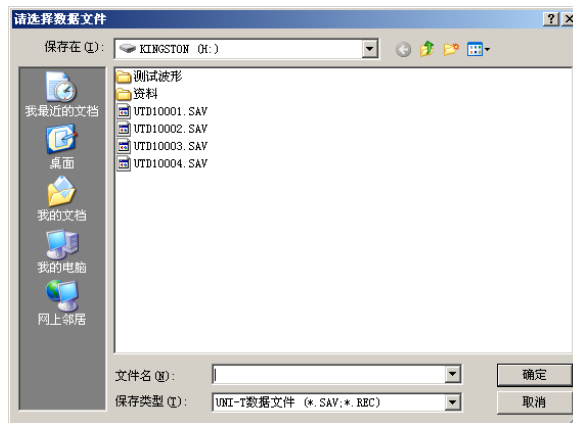 请选择数据文件
保存在(I):
KINGSTON (H:)
我最近的文档
桌面
我的文档
我的电脑
网上邻居
测试波形
资料
UTD10001.SAV
UTD10002.SAV
UTD10003.SAV
UTD10004.SAV
文件名(N):
确定
保存类型(T):
UNI-T数据文件 (*.SAV;*.REC)
取消